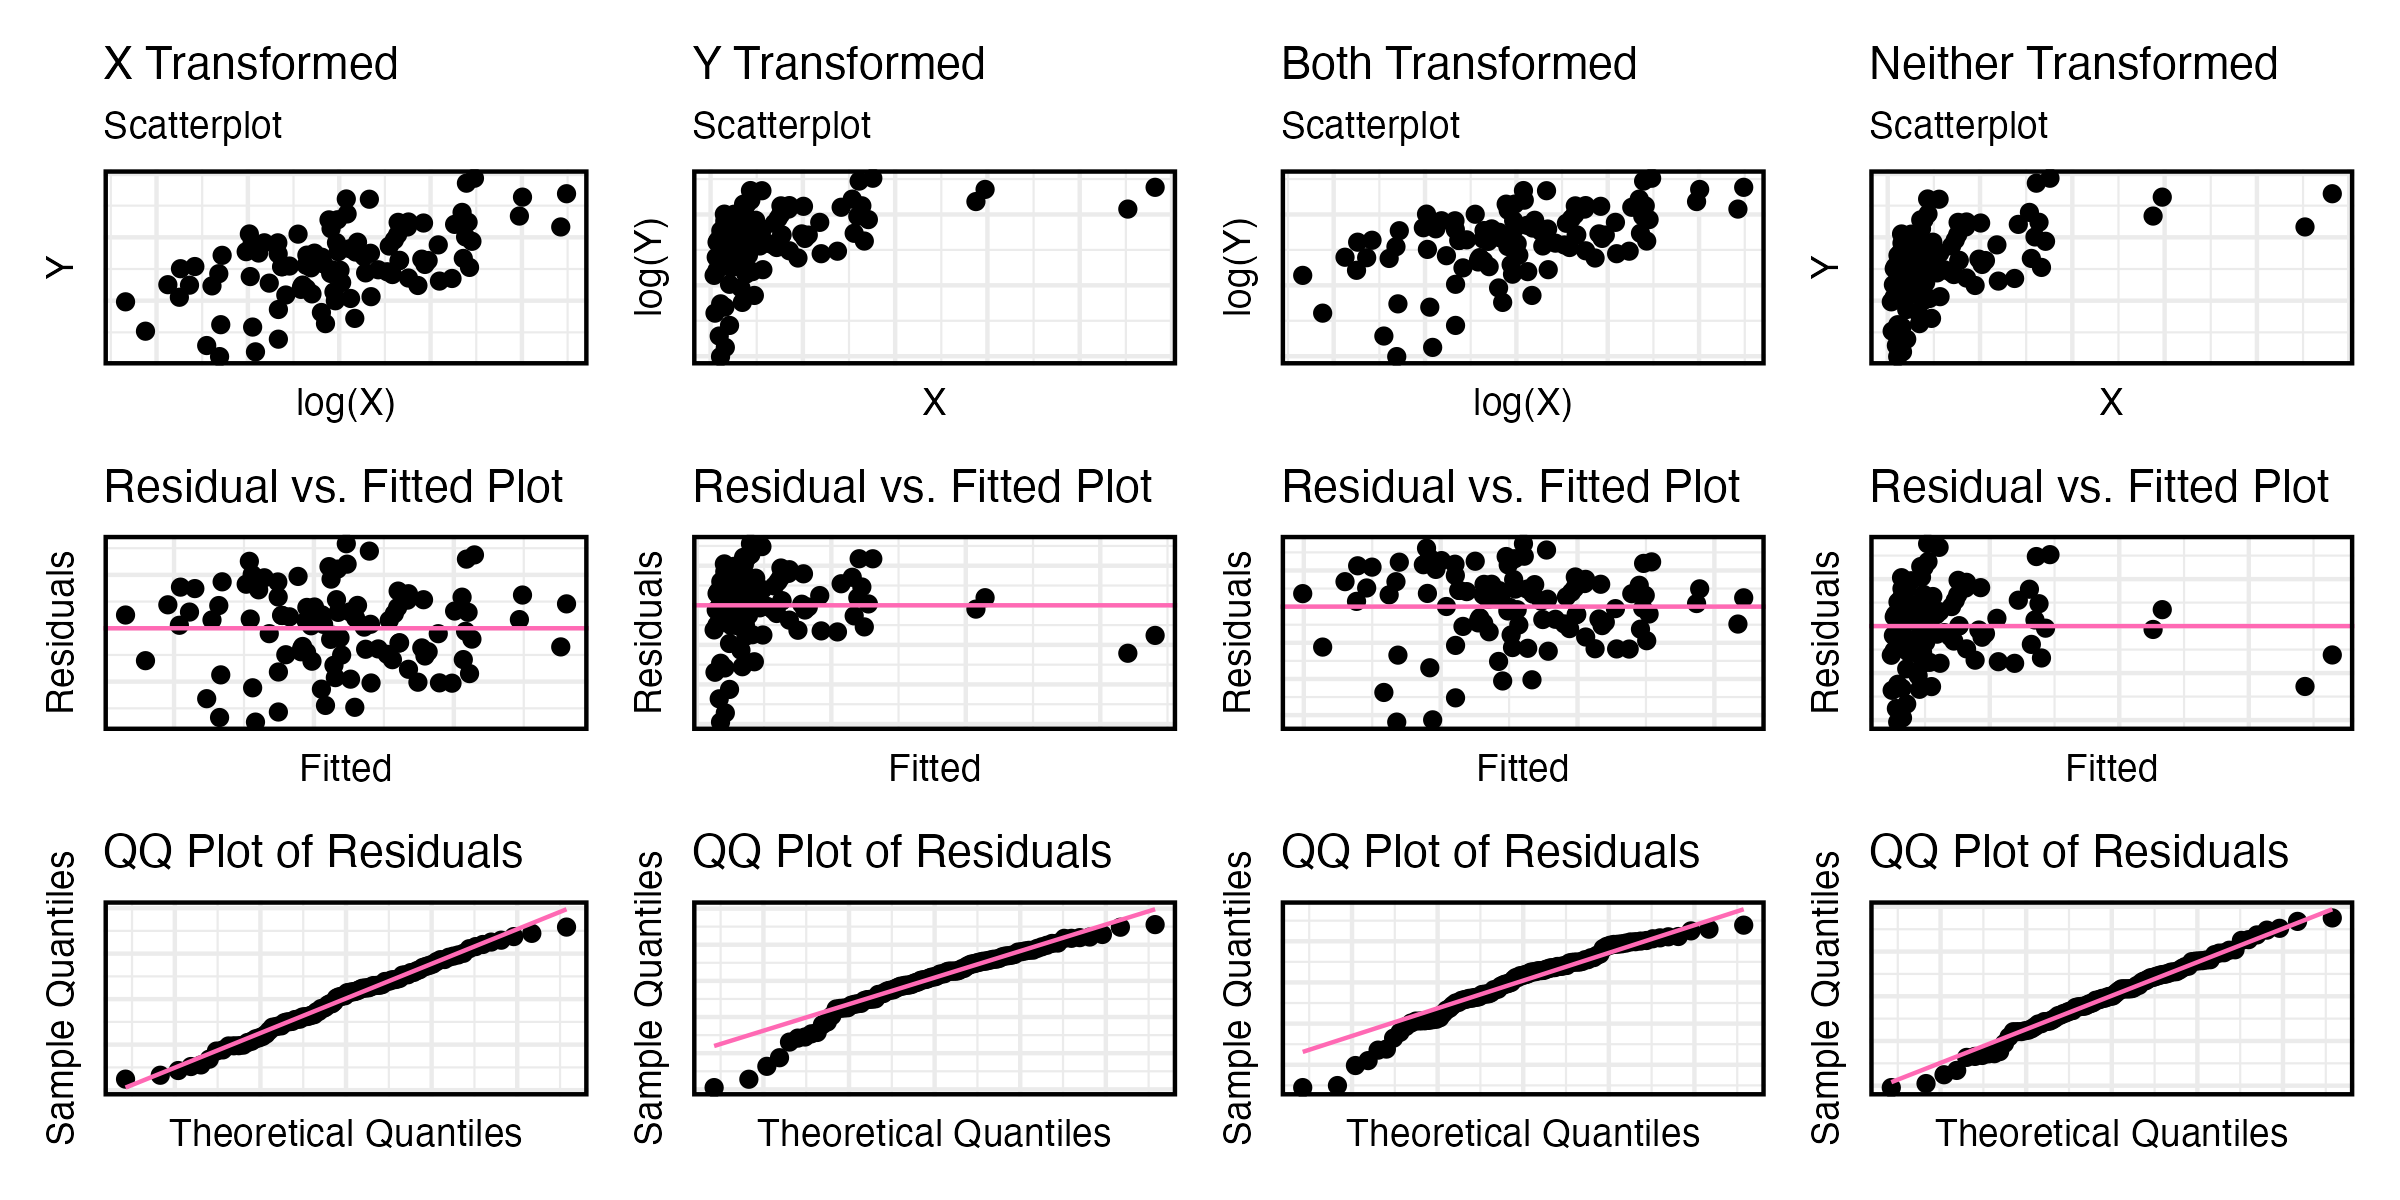 X Transformed
Y Transformed
Both Transformed
Neither Transformed
Scatterplot
Scatterplot
Scatterplot
Scatterplot
Y
log(Y)
log(Y)
Y
log(X)
X
log(X)
X
Residual vs. Fitted Plot
Residual vs. Fitted Plot
Residual vs. Fitted Plot
Residual vs. Fitted Plot
Residuals
Residuals
Residuals
Residuals
Fitted
Fitted
Fitted
Fitted
QQ Plot of Residuals
QQ Plot of Residuals
QQ Plot of Residuals
QQ Plot of Residuals
Sample Quantiles
Sample Quantiles
Sample Quantiles
Sample Quantiles
Theoretical Quantiles
Theoretical Quantiles
Theoretical Quantiles
Theoretical Quantiles